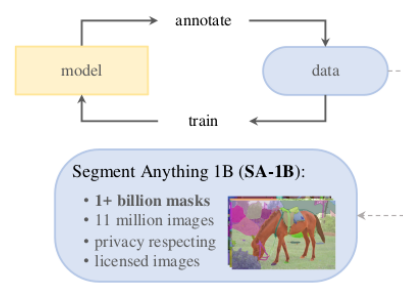 annotate
model
data
train
Segment Anything 1B (SA-1B):
• 1+ billion masks
• 11 million images
• privacy respecting
• licensed images